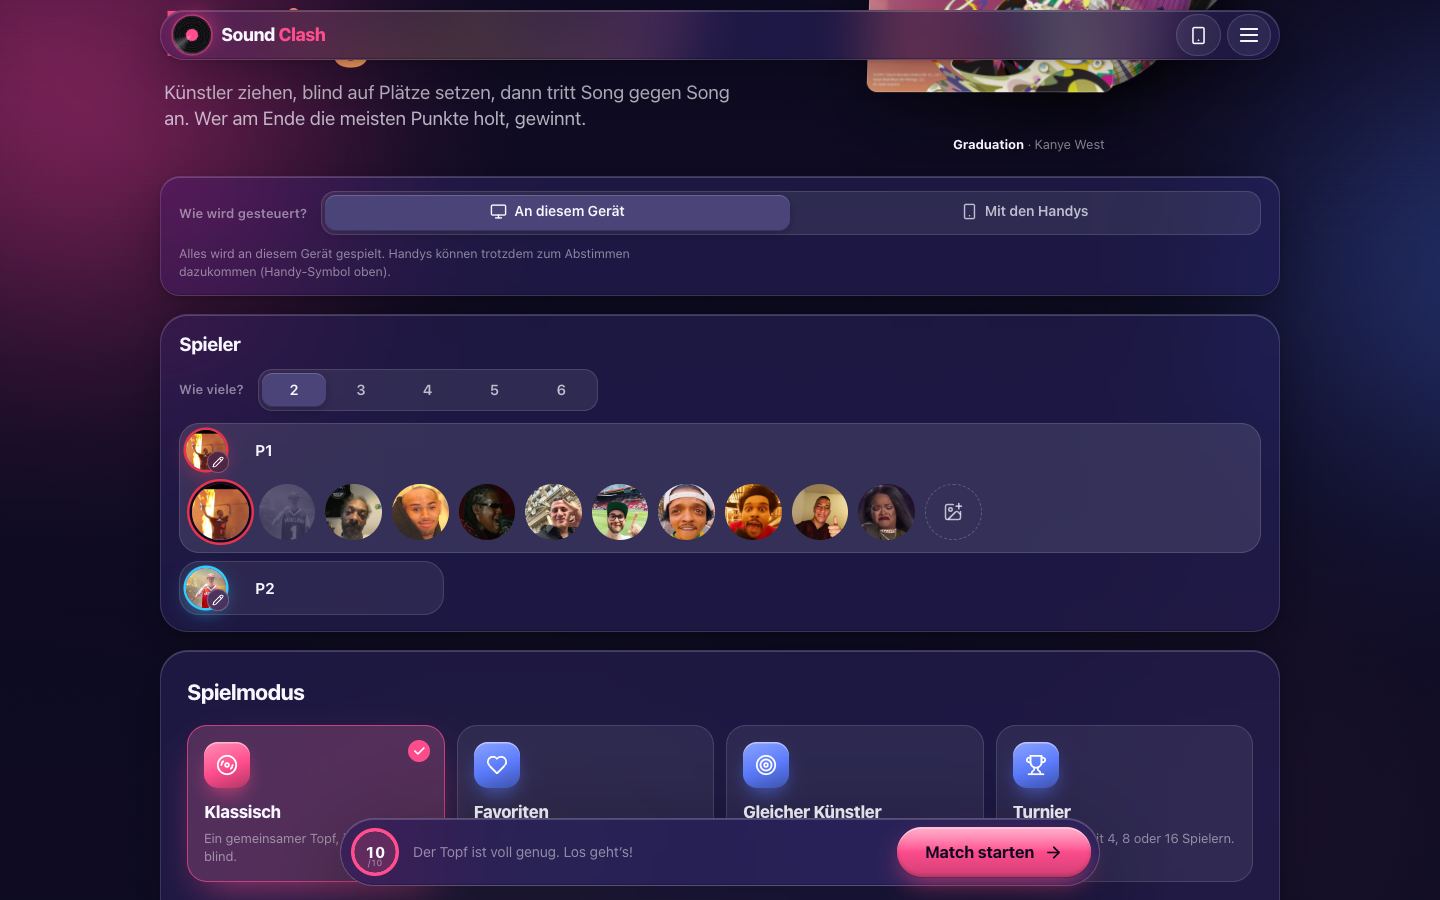 Sound Clash
Künstler ziehen, blind auf Plätze setzen, dann tritt Song gegen Song
an. Wer am Ende die meisten Punkte holt, gewinnt.
Graduation · Kanye West
Wie wird gesteuert?
An diesem Gerät
Mit den Handys
Alles wird an diesem Gerät gespielt. Handys können trotzdem zum Abstimmen
dazukommen (Handy-Symbol oben).
Spieler
Wie viele?
2 3 4 5 6
P1
P2
Spielmodus
Klassisch
Ein gemeinsamer Topf,
blind.
Favoriten
Gleicher Künstler
Turnier
4, 8 oder 16 Spielern.
10
/10
Der Topf ist voll genug. Los geht's!
Match starten